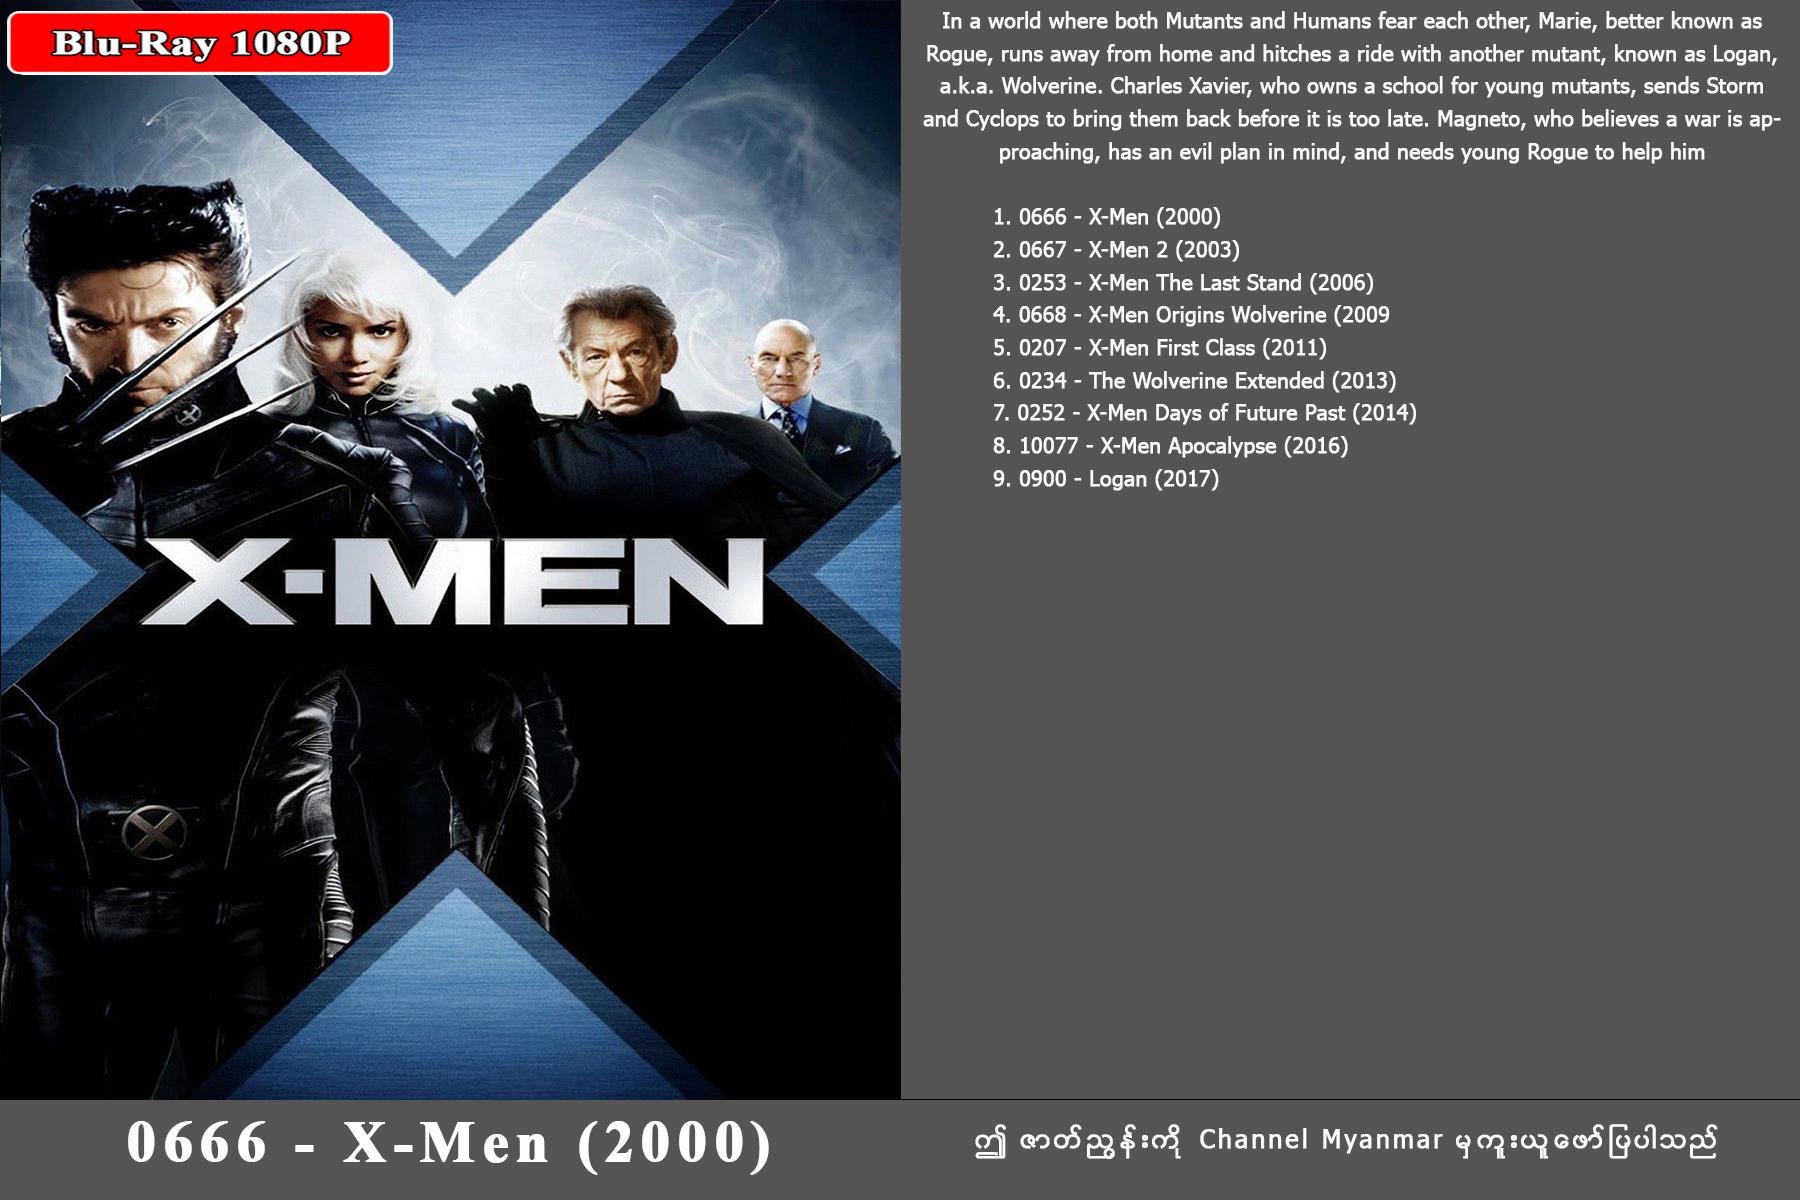 Blu-Ray 1080P
X-MEN
In a world where both Mutants and Humans fear each other, Marie, better known as
Rogue, runs away from home and hitches a ride with another mutant, known as Logan,
a.k.a. Wolverine. Charles Xavier, who owns a school for young mutants, sends Storm
and Cyclops to bring them back before it is too late. Magneto, who believes a war is ap-
proaching, has an evil plan in mind, and needs young Rogue to help him
1. 0666 - X-Men (2000)
2. 0667 - X-Men 2 (2003)
3. 0253 - X-Men The Last Stand (2006)
4. 0668 - X-Men Origins Wolverine (2009
5. 0207 - X-Men First Class (2011)
6. 0234 - The Wolverine Extended (2013)
7. 0252 - X-Men Days of Future Past (2014)
8. 10077 - X-Men Apocalypse (2016)
9. 0900 - Logan (2017)
0666 - X-Men (2000)
ဤ ဇာတ်ညွှန်းကို Channel Myanmar မှကူးယူဖော်ပြပါသည်